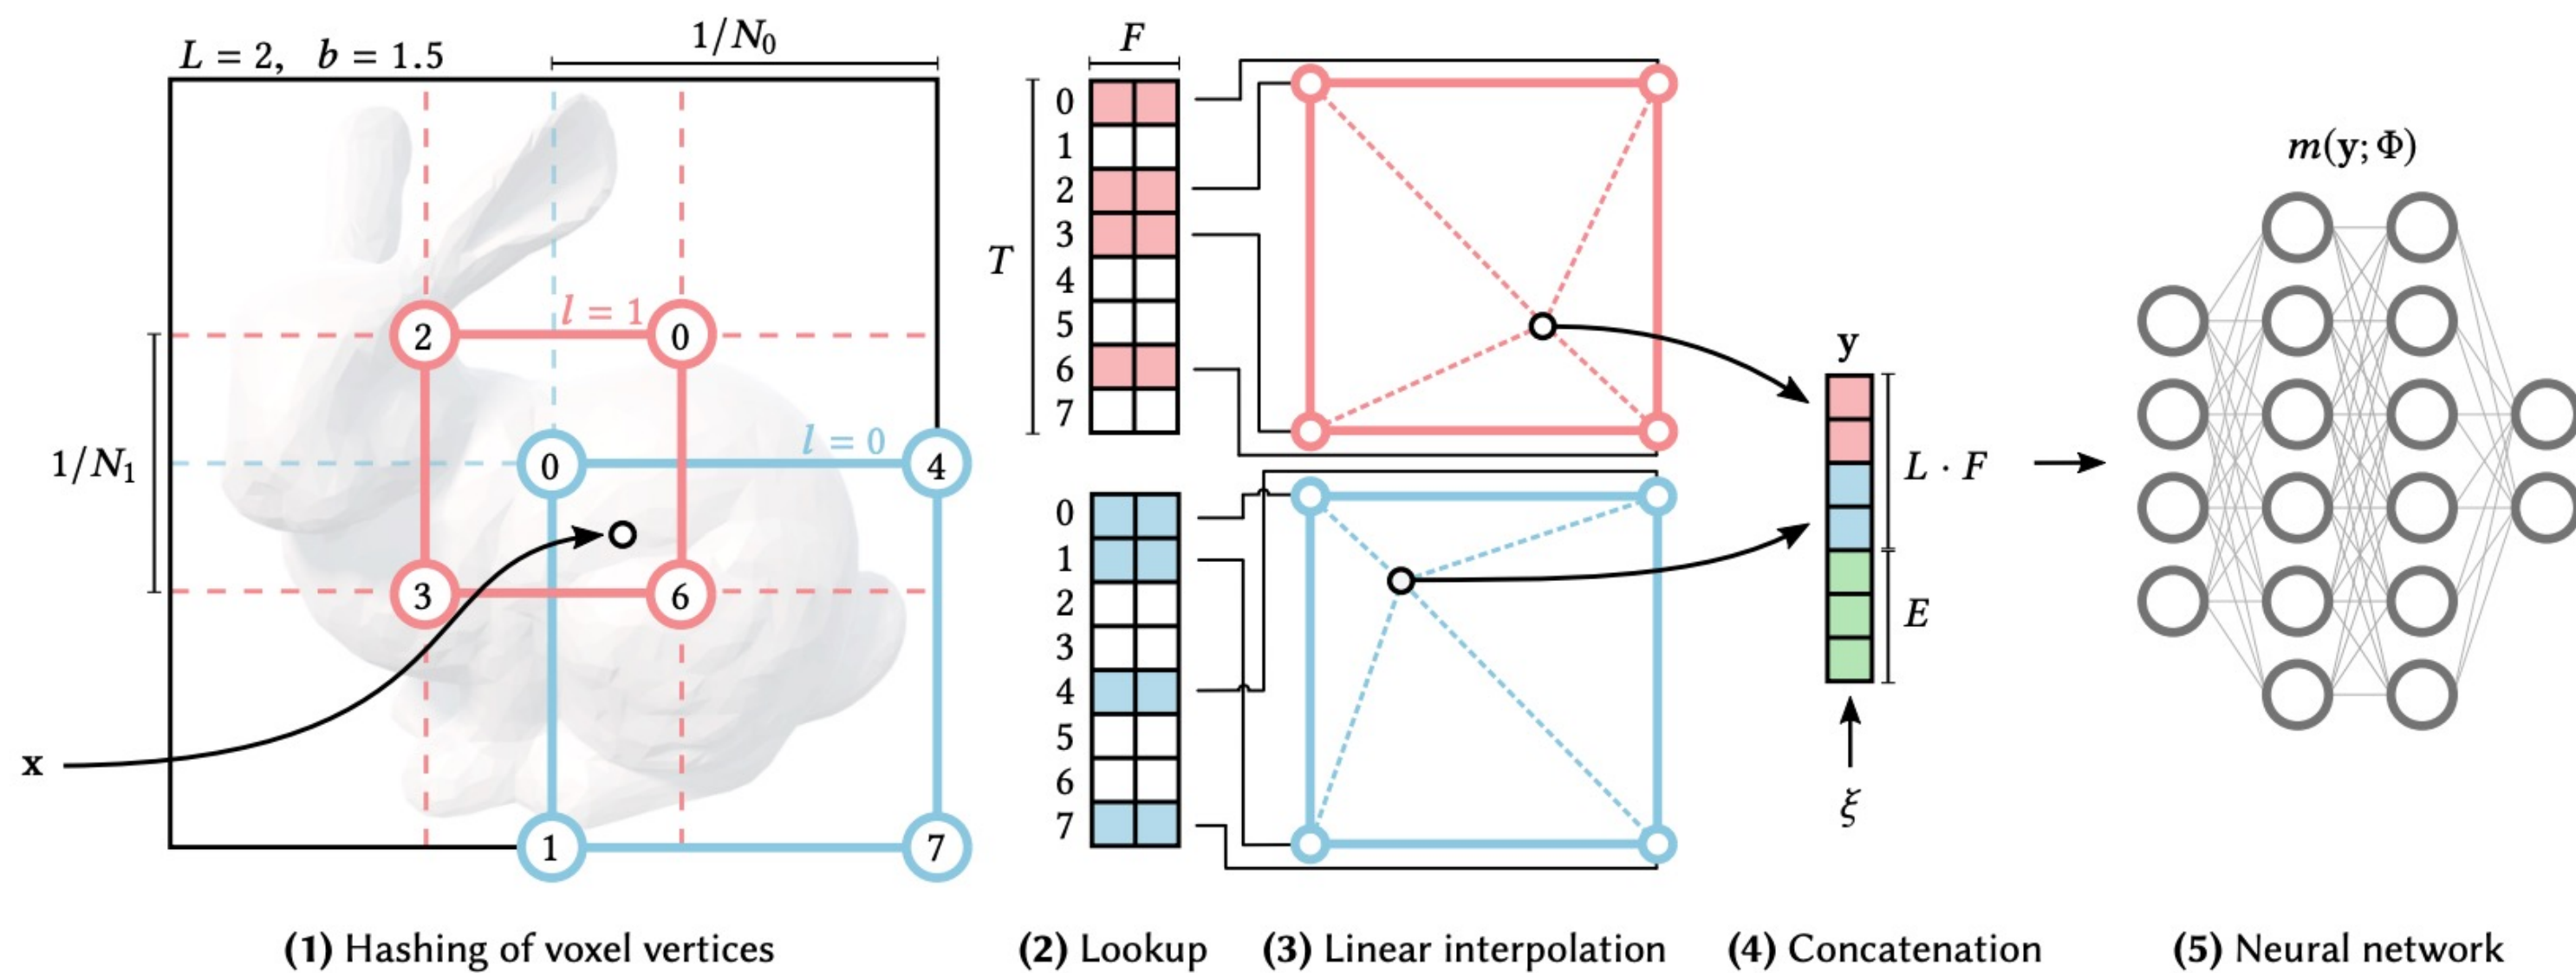 L = 2, b = 1.5
1/N₀
1/N₁
l = 1
2
0
3
6
l = 0
0
4
1
7
x
F
T
0
1
2
3
4
5
6
7
0
1
2
3
4
5
6
7
y
L · F
E
ξ
m(y; Φ)
(1) Hashing of voxel vertices
(2) Lookup
(3) Linear interpolation
(4) Concatenation
(5) Neural network